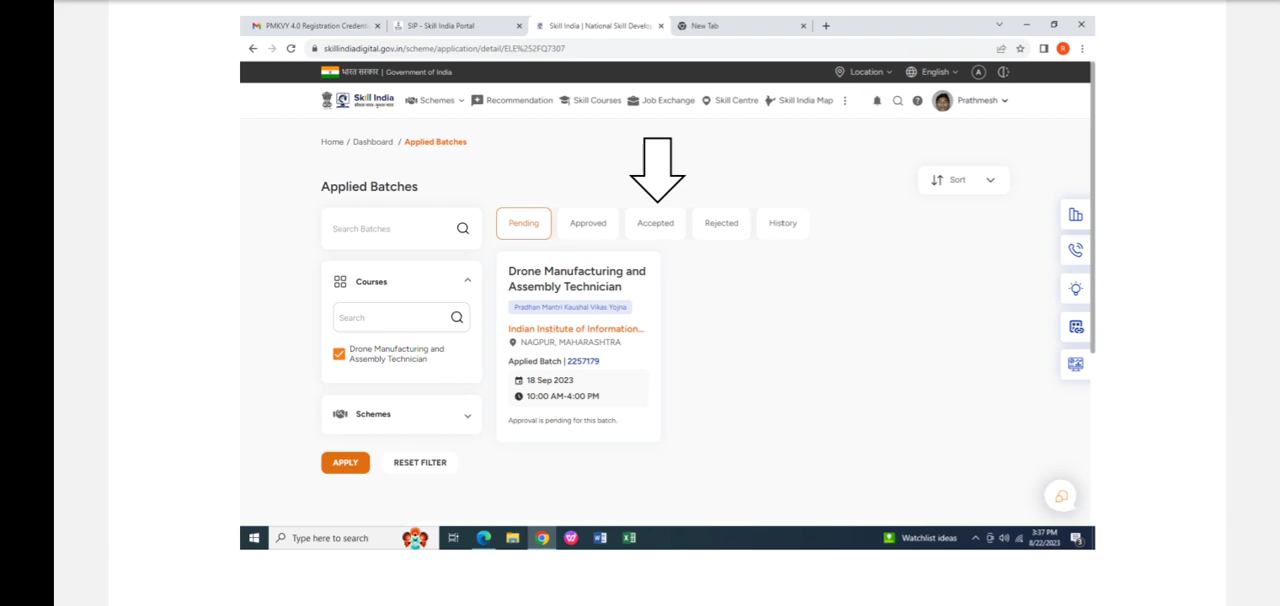 PMKVY 4.0 Registration Credenti
SIP - Skill India Portal
Skill India | National Skill Develo
New Tab
skillindiadigital.gov.in/scheme/application/detail/ELE%252FQ7307
R
भारत सरकार | Government of India
Location
English
A
Skill India
Schemes
Recommendation
Skill Courses
Job Exchange
Skill Centre
Skill India Map
Prathmesh
Home / Dashboard / Applied Batches
Applied Batches
Sort
Search Batches
Pending
Approved
Accepted
Rejected
History
Courses
Search
Drone Manufacturing and
Assembly Technician
Schemes
APPLY
RESET FILTER
Drone Manufacturing and
Assembly Technician
Pradhan Mantri Kaushal Vikas Yojna
Indian Institute of Information...
NAGPUR, MAHARASHTRA
Applied Batch | 2257179
18 Sep 2023
10:00 AM-4:00 PM
Approval is pending for this batch.
Type here to search
Watchlist ideas
3:37 PM
8/22/2023